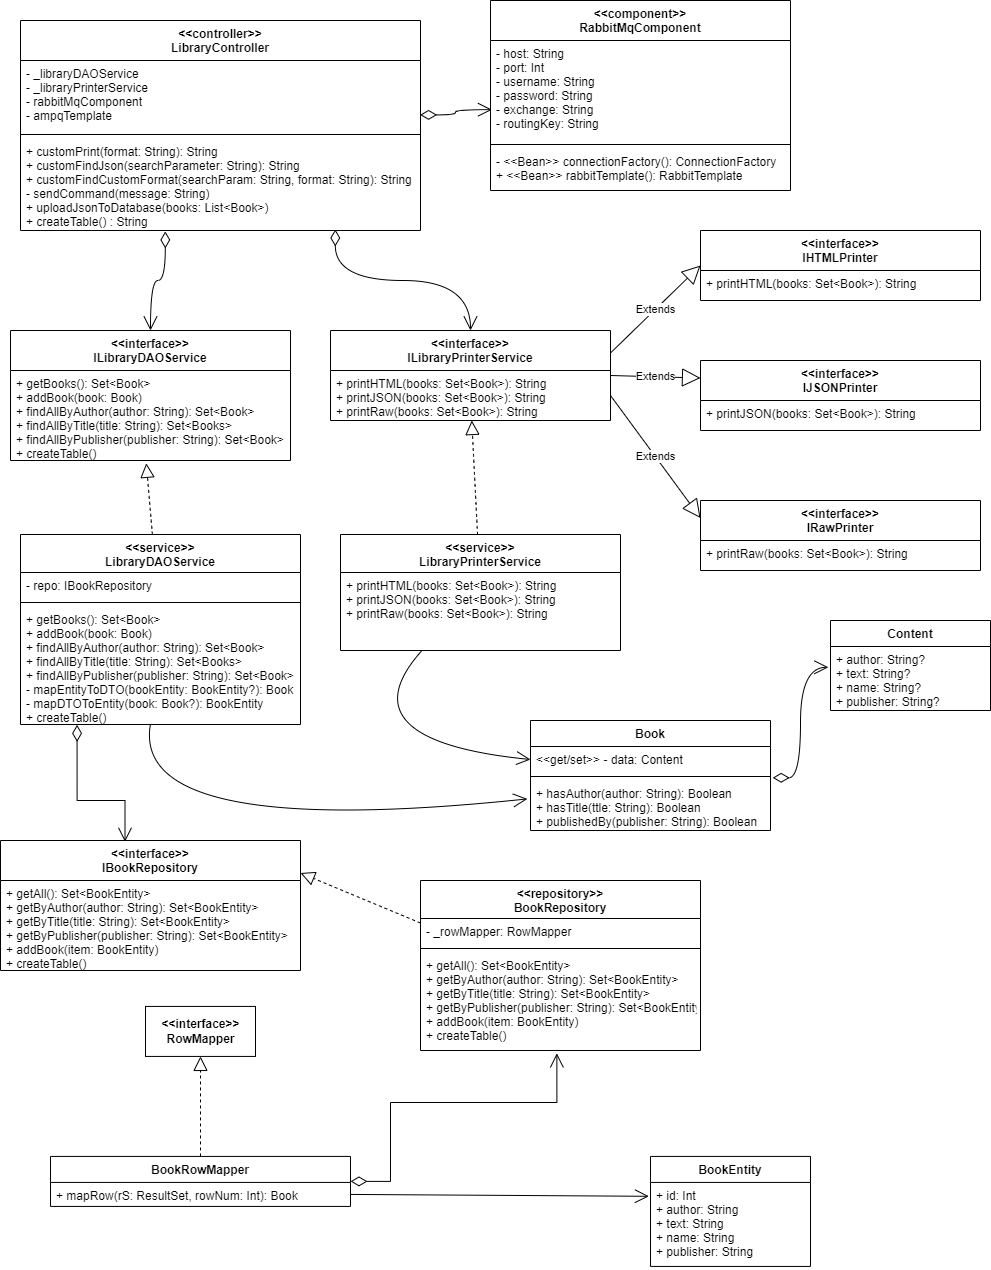 <<controller>>
LibraryController
- _libraryDAOService
- _libraryPrinterService
- rabbitMqComponent
- ampqTemplate
+ customPrint(format: String): String
+ customFindJson(searchParameter: String): String
+ customFindCustomFormat(searchParam: String, format: String): String
- sendCommand(message: String)
+ uploadJsonToDatabase(books: List<Book>)
+ createTable() : String
<<component>>
RabbitMqComponent
- host: String
- port: Int
- username: String
- password: String
- exchange: String
- routingKey: String
- <<Bean>> connectionFactory(): ConnectionFactory
+ <<Bean>> rabbitTemplate(): RabbitTemplate
<<interface>>
IHTMLPrinter
+ printHTML(books: Set<Book>): String
Extends
<<interface>>
ILibraryDAOService
+ getBooks(): Set<Book>
+ addBook(book: Book)
+ findAllByAuthor(author: String): Set<Book>
+ findAllByTitle(title: String): Set<Books>
+ findAllByPublisher(publisher: String): Set<Book>
+ createTable()
<<interface>>
ILibraryPrinterService
+ printHTML(books: Set<Book>): String
+ printJSON(books: Set<Book>): String
+ printRaw(books: Set<Book>): String
Extends
<<interface>>
IJSONPrinter
+ printJSON(books: Set<Book>): String
Extends
<<interface>>
IRawPrinter
+ printRaw(books: Set<Book>): String
<<service>>
LibraryDAOService
- repo: IBookRepository
+ getBooks(): Set<Book>
+ addBook(book: Book)
+ findAllByAuthor(author: String): Set<Book>
+ findAllByTitle(title: String): Set<Books>
+ findAllByPublisher(publisher: String): Set<Book>
- mapEntityToDTO(bookEntity: BookEntity?): Book
- mapDTOToEntity(book: Book?): BookEntity
+ createTable()
<<service>>
LibraryPrinterService
+ printHTML(books: Set<Book>): String
+ printJSON(books: Set<Book>): String
+ printRaw(books: Set<Book>): String
Content
+ author: String?
+ text: String?
+ name: String?
+ publisher: String?
Book
<<get/set>> - data: Content
+ hasAuthor(author: String): Boolean
+ hasTitle(ttle: String): Boolean
+ publishedBy(publisher: String): Boolean
<<interface>>
IBookRepository
+ getAll(): Set<BookEntity>
+ getByAuthor(author: String): Set<BookEntity>
+ getByTitle(title: String): Set<BookEntity>
+ getByPublisher(publisher: String): Set<BookEntity>
+ addBook(item: BookEntity)
+ createTable()
<<repository>>
BookRepository
- _rowMapper: RowMapper
+ getAll(): Set<BookEntity>
+ getByAuthor(author: String): Set<BookEntity>
+ getByTitle(title: String): Set<BookEntity>
+ getByPublisher(publisher: String): Set<BookEntity
+ addBook(item: BookEntity)
+ createTable()
<<interface>>
RowMapper
BookRowMapper
+ mapRow(rS: ResultSet, rowNum: Int): Book
BookEntity
+ id: Int
+ author: String
+ text: String
+ name: String
+ publisher: String